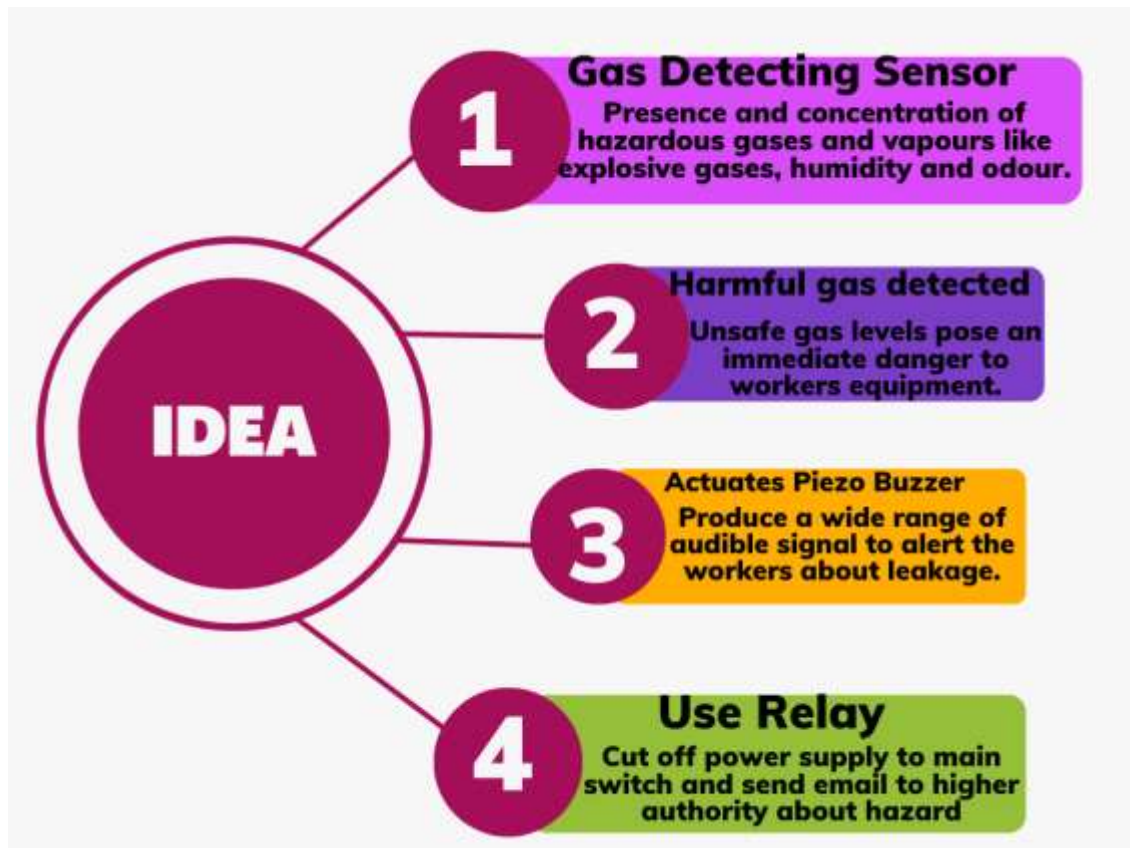 IDEA
1
Gas Detecting Sensor
Presence and concentration of
hazardous gases and vapours like
explosive gases, humidity and odour.
2
Harmful gas detected
Unsafe gas levels pose an
immediate danger to
workers equipment.
3
Actuates Piezo Buzzer
Produce a wide range of
audible signal to alert the
workers about leakage.
4
Use Relay
Cut off power supply to main
switch and send email to higher
authority about hazard